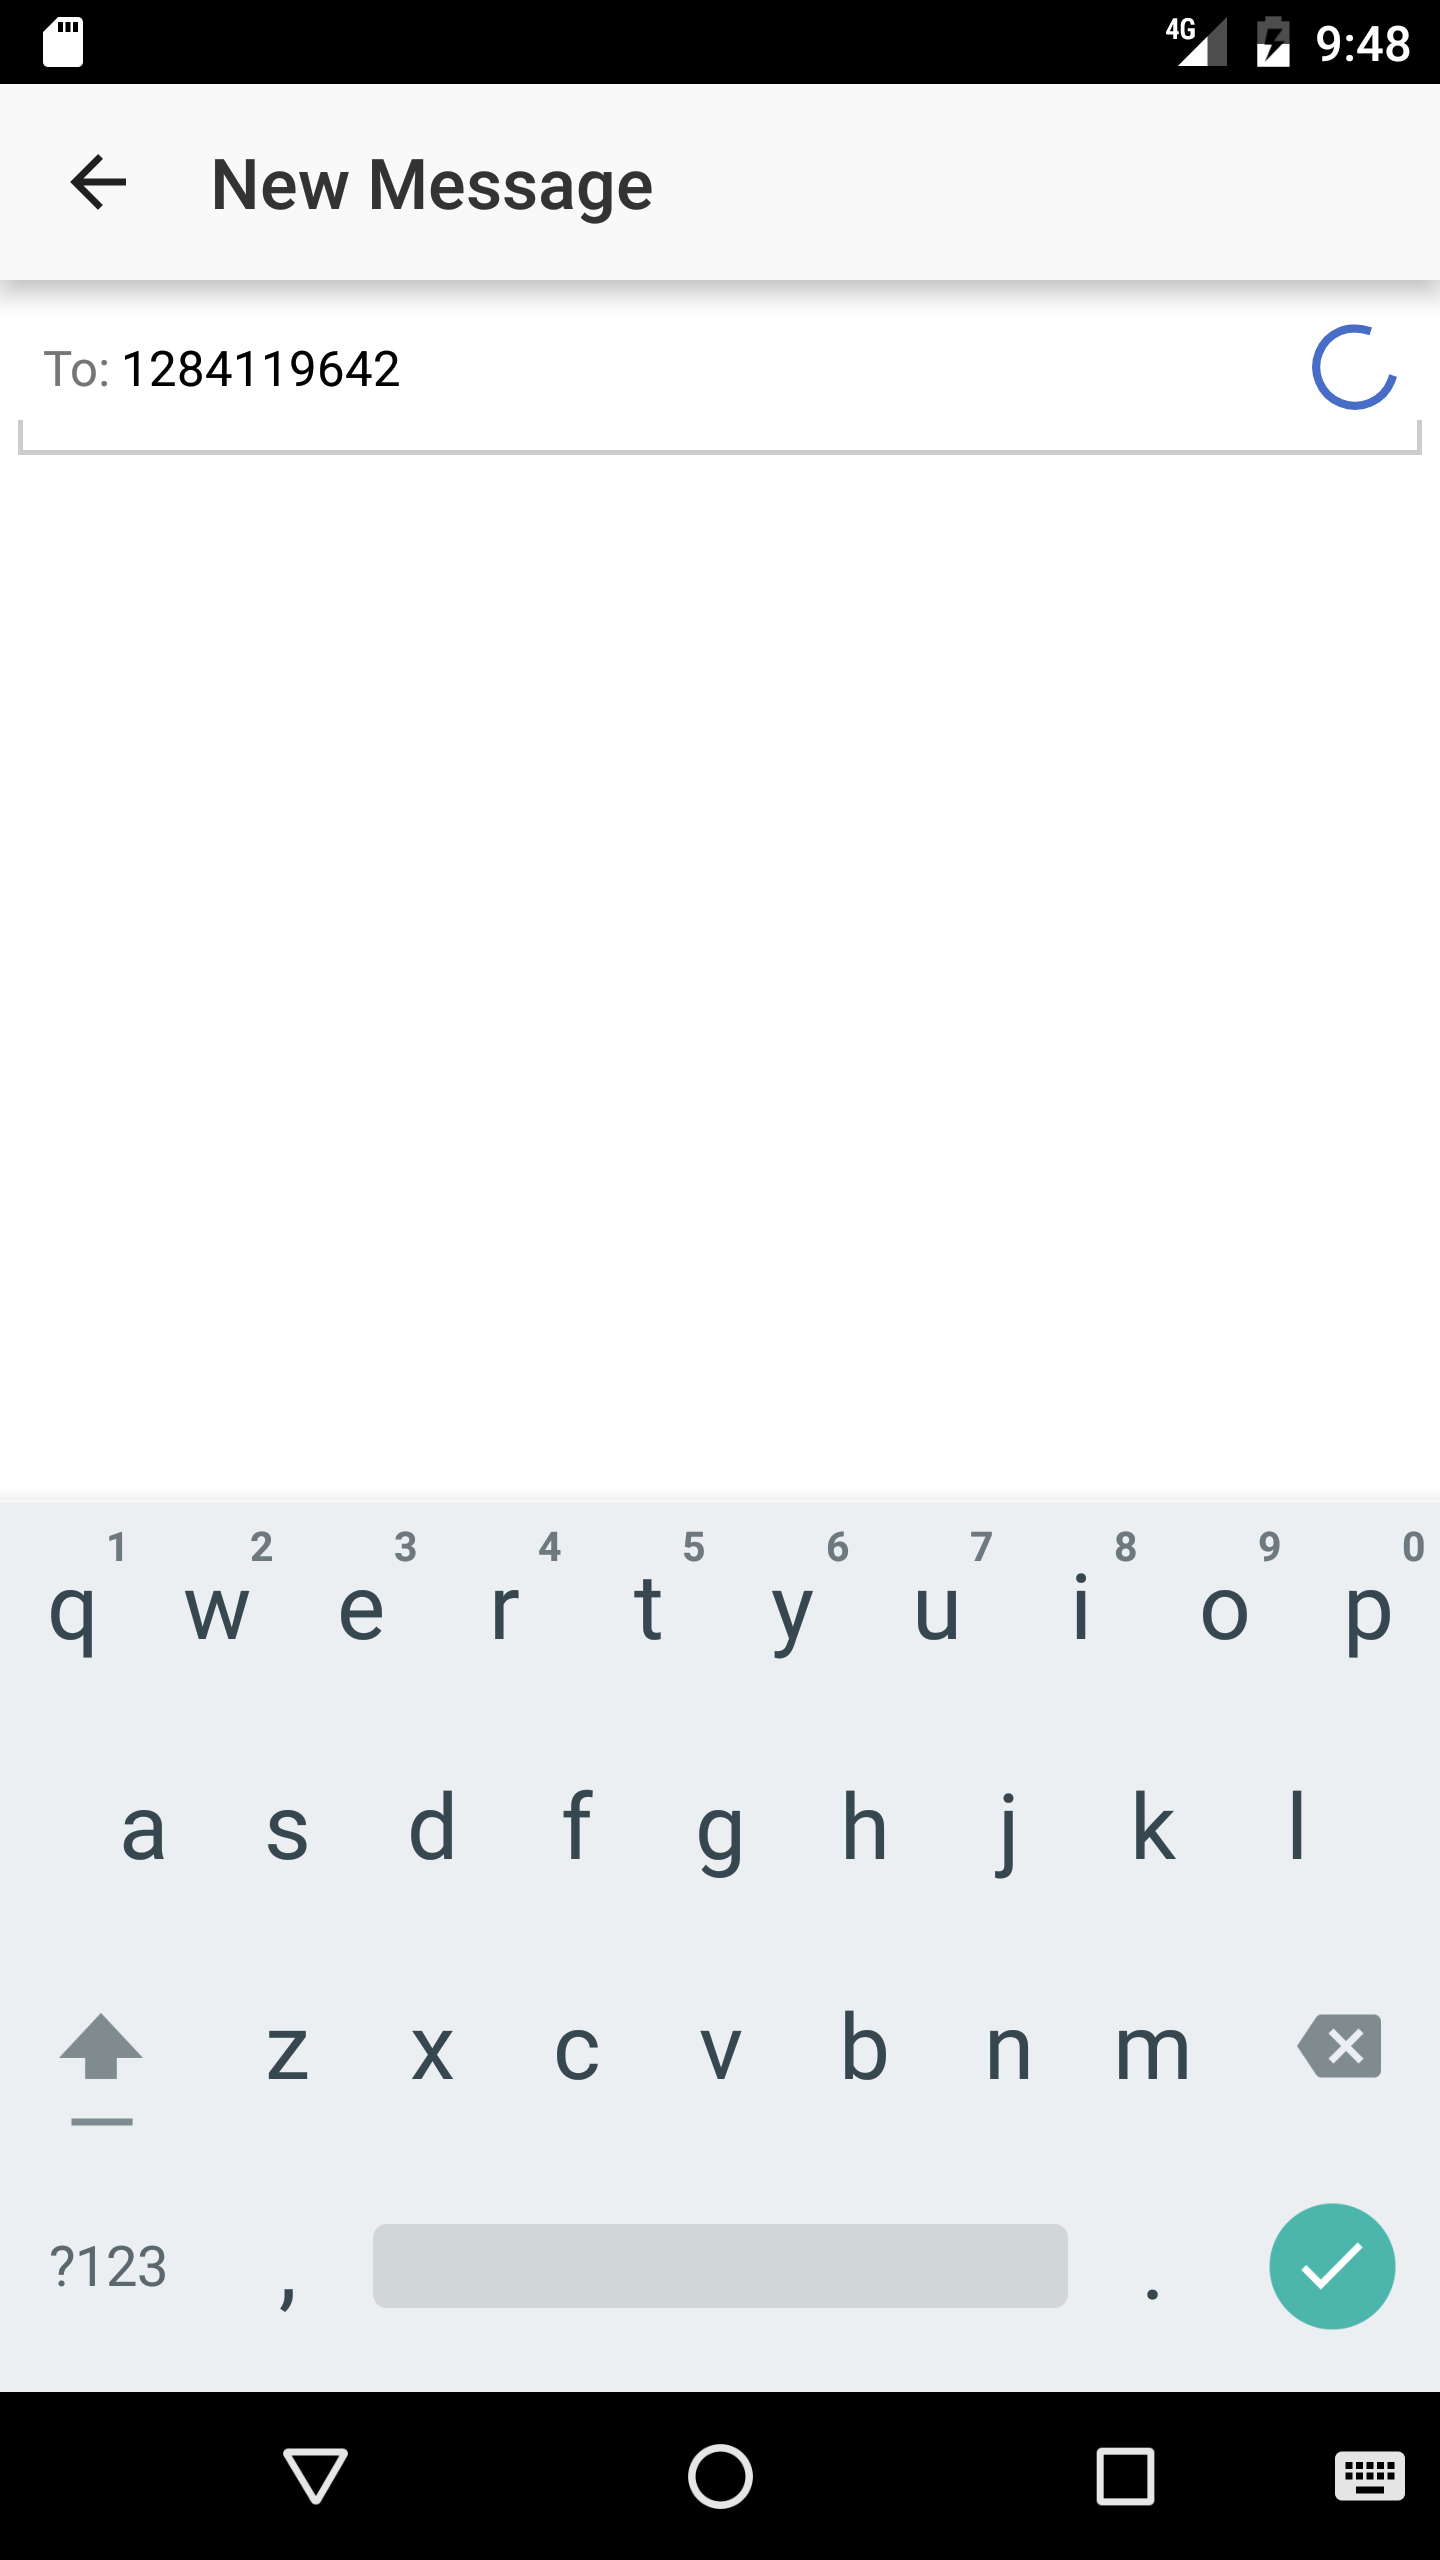 4G 9:48
New Message
To: 1284119642
1 2 3 4 5 6 7 8 9 0
q w e r t y u i o p
a s d f g h j k l
z x c v b n m
?123 , .